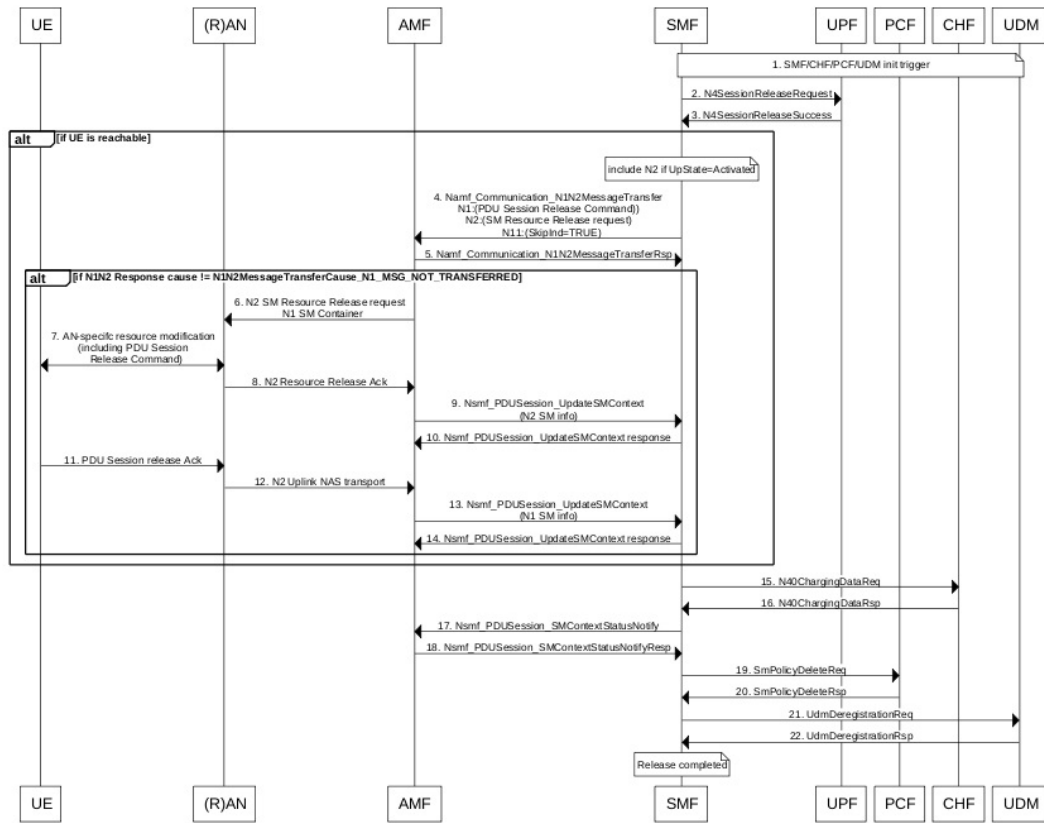 UE (R)AN AMF SMF UPF PCF CHF UDM
1. SMF/CHF/PCF/UDM init trigger
2. N4SessionReleaseRequest
3. N4SessionReleaseSuccess
alt [if UE is reachable]
include N2 if UpState=Activated
4. Namf_Communication_N1N2MessageTransfer
N1:(PDU Session Release Command))
N2:(SM Resource Release request)
N11:(SkipInd=TRUE)
5. Namf_Communication_N1N2MessageTransferRsp
alt [if N1N2 Response cause != N1N2MessageTransferCause_N1_MSG_NOT_TRANSFERRED]
6. N2 SM Resource Release request
N1 SM Container
7. AN-specifc resource modification
(including PDU Session
Release Command)
8. N2 Resource Release Ack
9. Nsmf_PDUSession_UpdateSMContext
(N2 SM info)
10. Nsmf_PDUSession_UpdateSMContext response
11. PDU Session release Ack
12. N2 Uplink NAS transport
13. Nsmf_PDUSession_UpdateSMContext
(N1 SM info)
14. Nsmf_PDUSession_UpdateSMContext response
15. N40ChargingDataReq
16. N40ChargingDataRsp
17. Nsmf_PDUSession_SMContextStatusNotify
18. Nsmf_PDUSession_SMContextStatusNotifyResp
19. SmPolicyDeleteReq
20. SmPolicyDeleteRsp
21. UdmDeregistrationReq
22. UdmDeregistrationRsp
Release completed
UE (R)AN AMF SMF UPF PCF CHF UDM